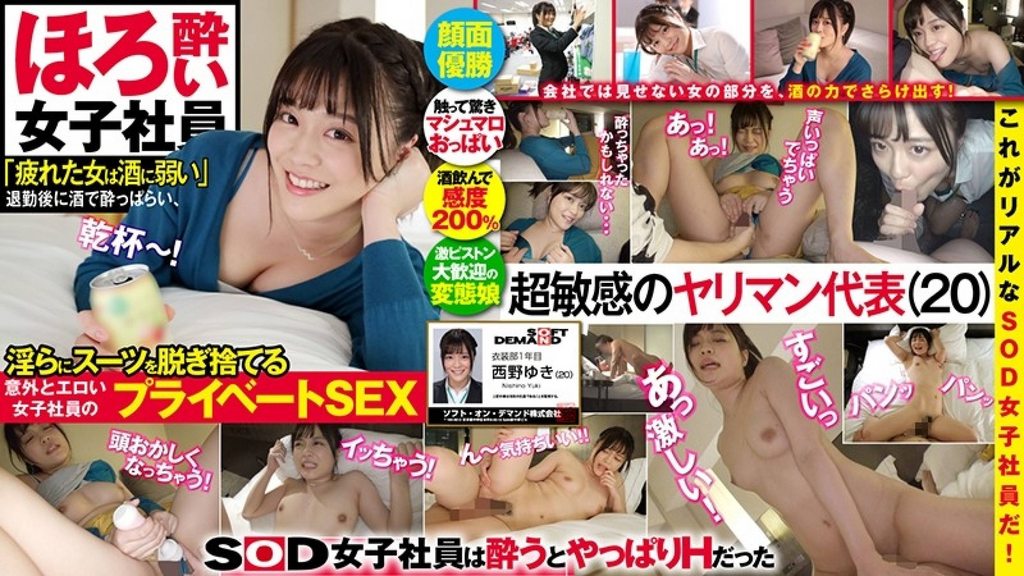 ほろ酔い
女子社員
「疲れた女は酒に弱い」
退勤後に酒で酔っぱらい、
乾杯～！
淫らにスーツを脱ぎ捨てる
意外とエロい
女子社員の
プライベートSEX
顔面
優勝
触って驚き
マシュマロ
おっぱい
酒飲んで
感度
200%
激ピストン
大歓迎の
変態娘
会社では見せない女の部分を、酒の力でさらけ出す！
酔っちゃった
かもしれない・・
あっ！
あっ！
声いっぱい
でちゃう
これがリアルなSOD女子社員だ！
超敏感のヤリマン代表(20)
SOFT
ON
DEMAND
衣装部1年目
西野ゆき(20)
Nishino Yuki
ソフト・オン・デマンド株式会社
あっ激しい！
すごいっ
パンッ
パンッ
頭おかしく
なっちゃう！
イッちゃう！
ん～気持ちいい!!
SOD女子社員は酔うとやっぱりHだった